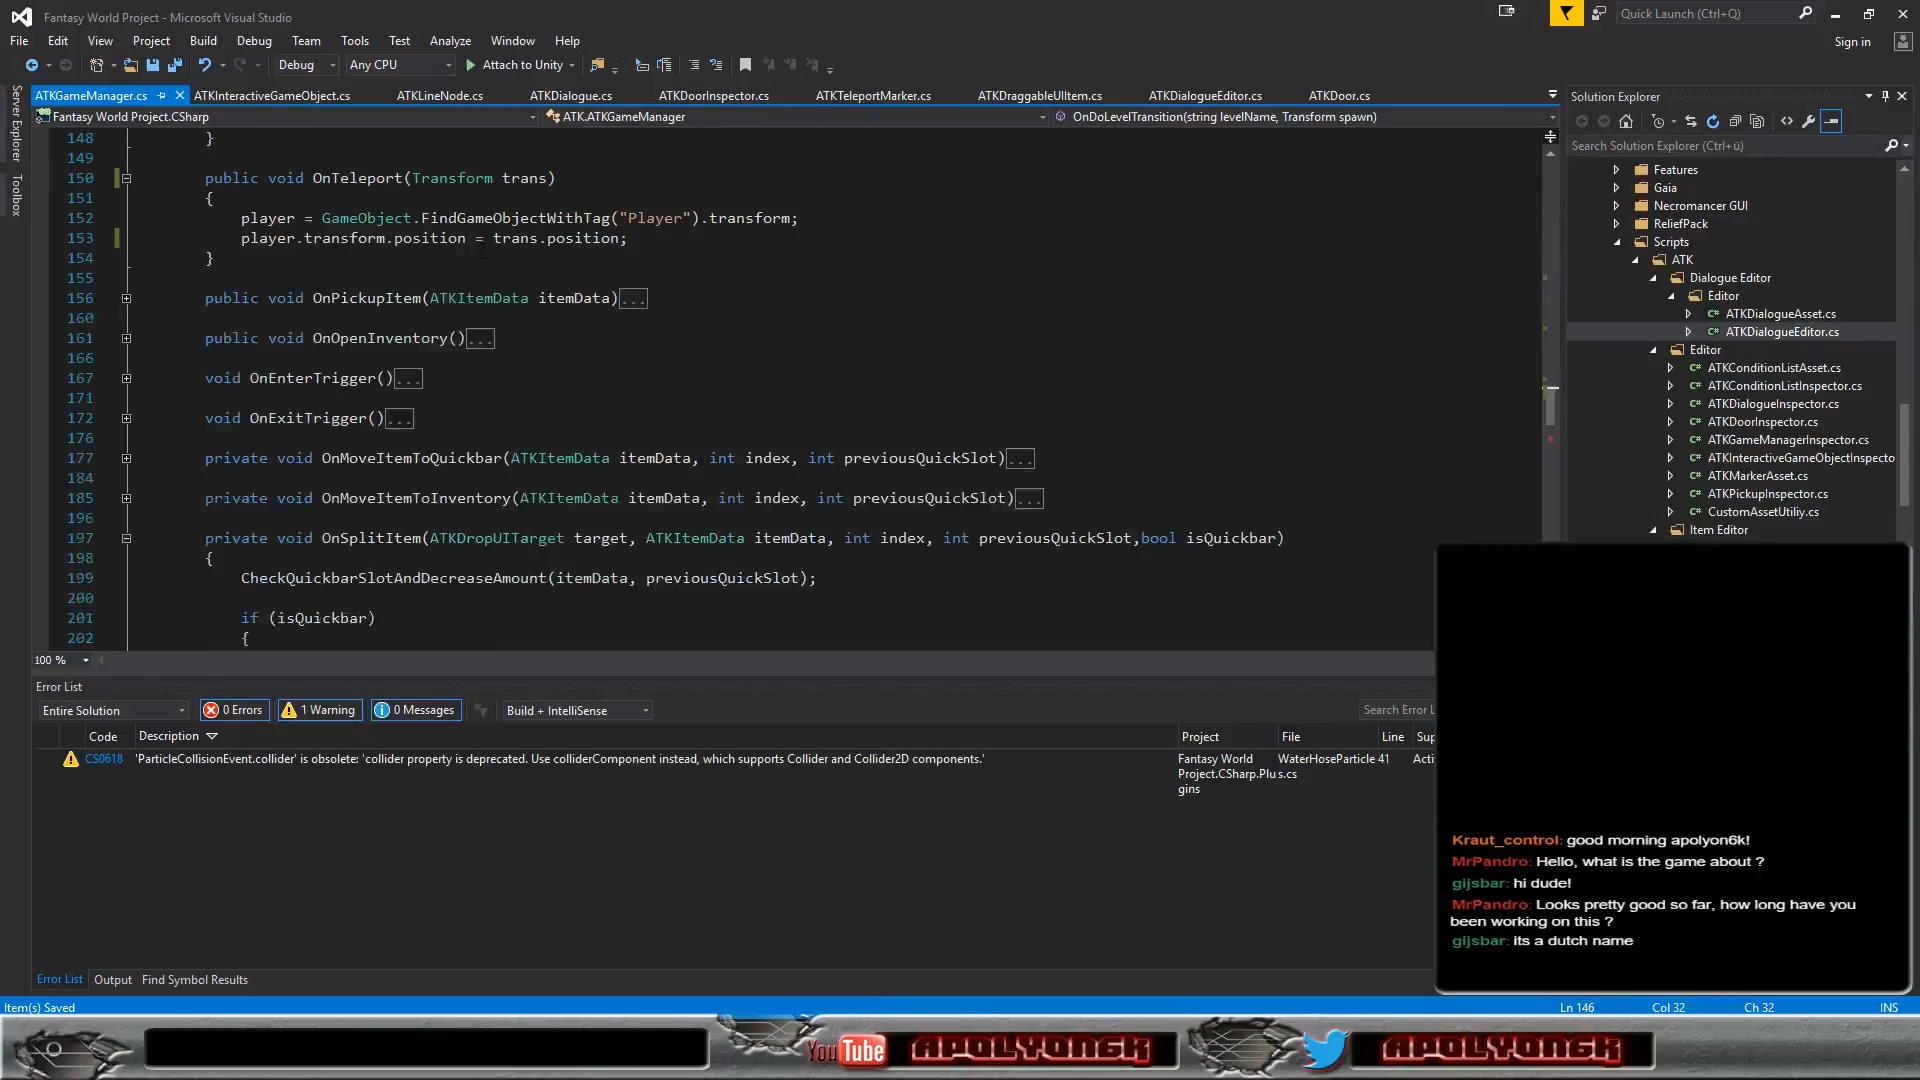 Fantasy World Project - Microsoft Visual Studio
Quick Launch (Ctrl+Q)
File Edit View Project Build Debug Team Tools Test Analyze Window Help
Sign in
Debug Any CPU Attach to Unity
Server Explorer
Toolbox
ATKGameManager.cs ATKInteractiveGameObject.cs ATKLineNode.cs ATKDialogue.cs ATKDoorInspector.cs ATKTeleportMarker.cs ATKDraggableUIItem.cs ATKDialogueEditor.cs ATKDoor.cs
Fantasy World Project.CSharp ATK.ATKGameManager OnDoLevelTransition(string levelName, Transform spawn)
148 }
149
150 public void OnTeleport(Transform trans)
151 {
152 player = GameObject.FindGameObjectWithTag("Player").transform;
153 player.transform.position = trans.position;
154 }
155
156 public void OnPickupItem(ATKItemData itemData)...
160
161 public void OnOpenInventory()...
166
167 void OnEnterTrigger()...
171
172 void OnExitTrigger()...
176
177 private void OnMoveItemToQuickbar(ATKItemData itemData, int index, int previousQuickSlot)...
184
185 private void OnMoveItemToInventory(ATKItemData itemData, int index, int previousQuickSlot)...
196
197 private void OnSplitItem(ATKDropUITarget target, ATKItemData itemData, int index, int previousQuickSlot,bool isQuickbar)
198 {
199 CheckQuickbarSlotAndDecreaseAmount(itemData, previousQuickSlot);
200
201 if (isQuickbar)
202 {
100 %
Solution Explorer
Search Solution Explorer (Ctrl+ü)
Features
Gaia
Necromancer GUI
ReliefPack
Scripts
ATK
Dialogue Editor
Editor
ATKDialogueAsset.cs
ATKDialogueEditor.cs
Editor
ATKConditionListAsset.cs
ATKConditionListInspector.cs
ATKDialogueInspector.cs
ATKDoorInspector.cs
ATKGameManagerInspector.cs
ATKInteractiveGameObjectInspecto
ATKMarkerAsset.cs
ATKPickupInspector.cs
CustomAssetUtiliy.cs
Item Editor
Error List
Entire Solution 0 Errors 1 Warning 0 Messages Build + IntelliSense Search Error L
Code Description Project File Line Sup
CS0618 'ParticleCollisionEvent.collider' is obsolete: 'collider property is deprecated. Use colliderComponent instead, which supports Collider and Collider2D components.' Fantasy World WaterHoseParticle 41 Acti
Project.CSharp.Plu s.cs
gins
Kraut_control: good morning apolyon6k!
MrPandro: Hello, what is the game about ?
gijsbar: hi dude!
MrPandro: Looks pretty good so far, how long have you
been working on this ?
gijsbar: its a dutch name
Error List Output Find Symbol Results
Item(s) Saved Ln 146 Col 32 Ch 32 INS
YouTube APOLYON6K APOLYON6K